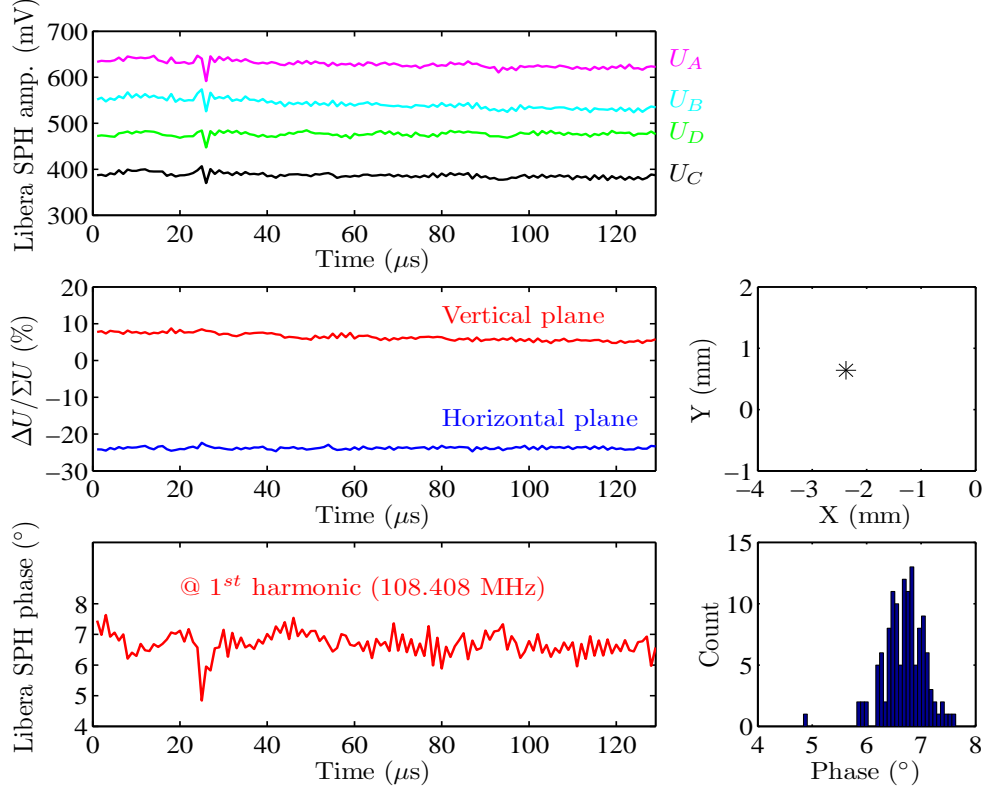 Libera SPH amp. (mV)
700
600
500
400
300
0 20 40 60 80 100 120
Time (μs)
U_A
U_B
U_D
U_C
ΔU/ΣU (%)
20
10
0
−10
−20
−30
Vertical plane
Horizontal plane
0 20 40 60 80 100 120
Time (μs)
Y (mm)
2
1
0
−1
−4 −3 −2 −1 0
X (mm)
Libera SPH phase (°)
8
7
6
5
4
@ 1st harmonic (108.408 MHz)
0 20 40 60 80 100 120
Time (μs)
Count
15
10
5
0
4 5 6 7 8
Phase (°)